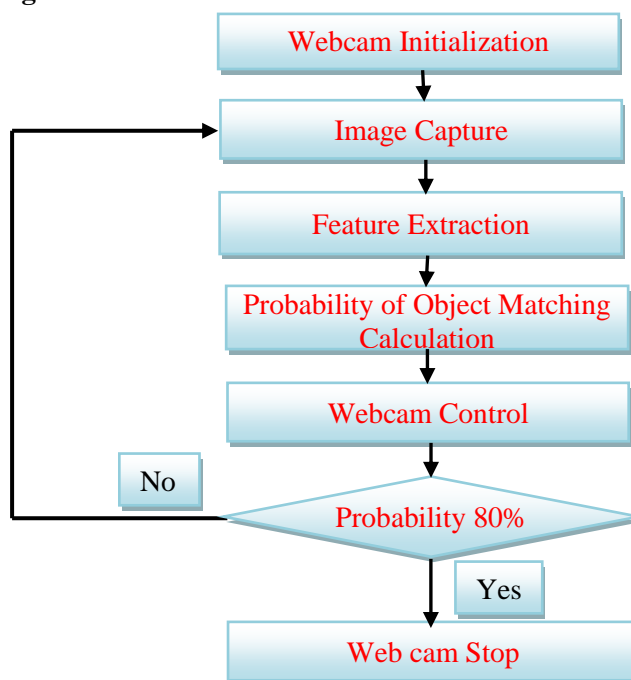 g
Webcam Initialization
Image Capture
Feature Extraction
Probability of Object Matching
Calculation
Webcam Control
No
Probability 80%
Yes
Web cam Stop